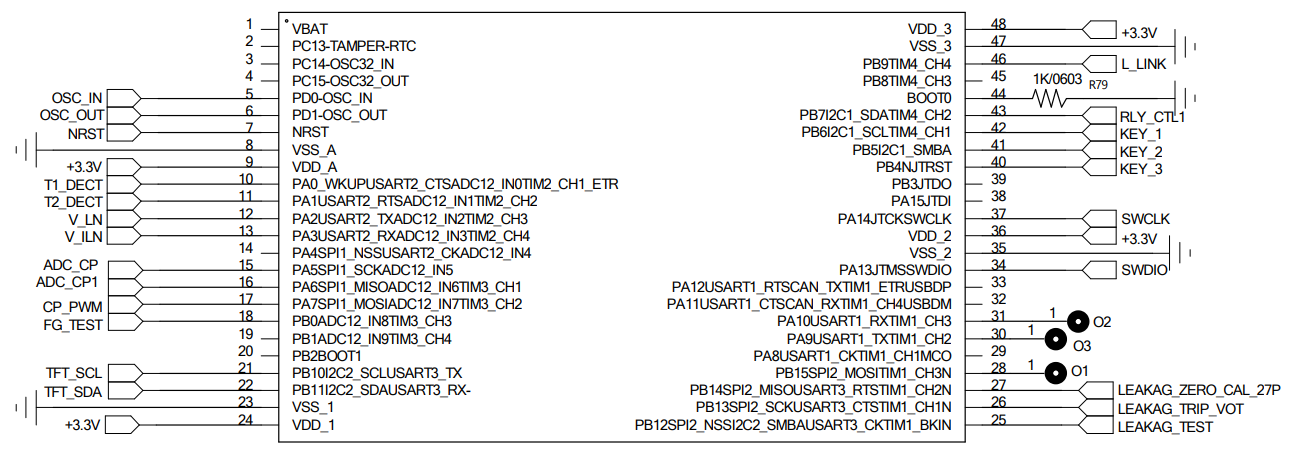 1 VBAT
2 PC13-TAMPER-RTC
3 PC14-OSC32_IN
4 PC15-OSC32_OUT
OSC_IN 5 PD0-OSC_IN
OSC_OUT 6 PD1-OSC_OUT
NRST 7 NRST
8 VSS_A
+3.3V 9 VDD_A
T1_DECT 10 PA0_WKUPUSART2_CTSADC12_IN0TIM2_CH1_ETR
T2_DECT 11 PA1USART2_RTSADC12_IN1TIM2_CH2
V_LN 12 PA2USART2_TXADC12_IN2TIM2_CH3
V_ILN 13 PA3USART2_RXADC12_IN3TIM2_CH4
14 PA4SPI1_NSSUSART2_CKADC12_IN4
ADC_CP 15 PA5SPI1_SCKADC12_IN5
ADC_CP1 16 PA6SPI1_MISOADC12_IN6TIM3_CH1
CP_PWM 17 PA7SPI1_MOSIADC12_IN7TIM3_CH2
FG_TEST 18 PB0ADC12_IN8TIM3_CH3
19 PB1ADC12_IN9TIM3_CH4
20 PB2BOOT1
TFT_SCL 21 PB10I2C2_SCLUSART3_TX
TFT_SDA 22 PB11I2C2_SDAUSART3_RX-
23 VSS_1
+3.3V 24 VDD_1
VDD_3 48 +3.3V
VSS_3 47
PB9TIM4_CH4 46 L_LINK
PB8TIM4_CH3 45
1K/0603 R79
BOOT0 44
PB7I2C1_SDATIM4_CH2 43 RLY_CTL1
PB6I2C1_SCLTIM4_CH1 42 KEY_1
PB5I2C1_SMBA 41 KEY_2
PB4NJTRST 40 KEY_3
PB3JTDO 39
PA15JTDI 38
PA14JTCKSWCLK 37 SWCLK
VDD_2 36 +3.3V
VSS_2 35
PA13JTMSSWDIO 34 SWDIO
PA12USART1_RTSCAN_TXTIM1_ETRUSBDP 33
PA11USART1_CTSCAN_RXTIM1_CH4USBDM 32
PA10USART1_RXTIM1_CH3 31 1 O2
PA9USART1_TXTIM1_CH2 30 1 O3
PA8USART1_CKTIM1_CH1MCO 29
PB15SPI2_MOSITIM1_CH3N 28 1 O1
PB14SPI2_MISOUSART3_RTSTIM1_CH2N 27 LEAKAG_ZERO_CAL_27P
PB13SPI2_SCKUSART3_CTSTIM1_CH1N 26 LEAKAG_TRIP_VOT
PB12SPI2_NSSI2C2_SMBAUSART3_CKTIM1_BKIN 25 LEAKAG_TEST